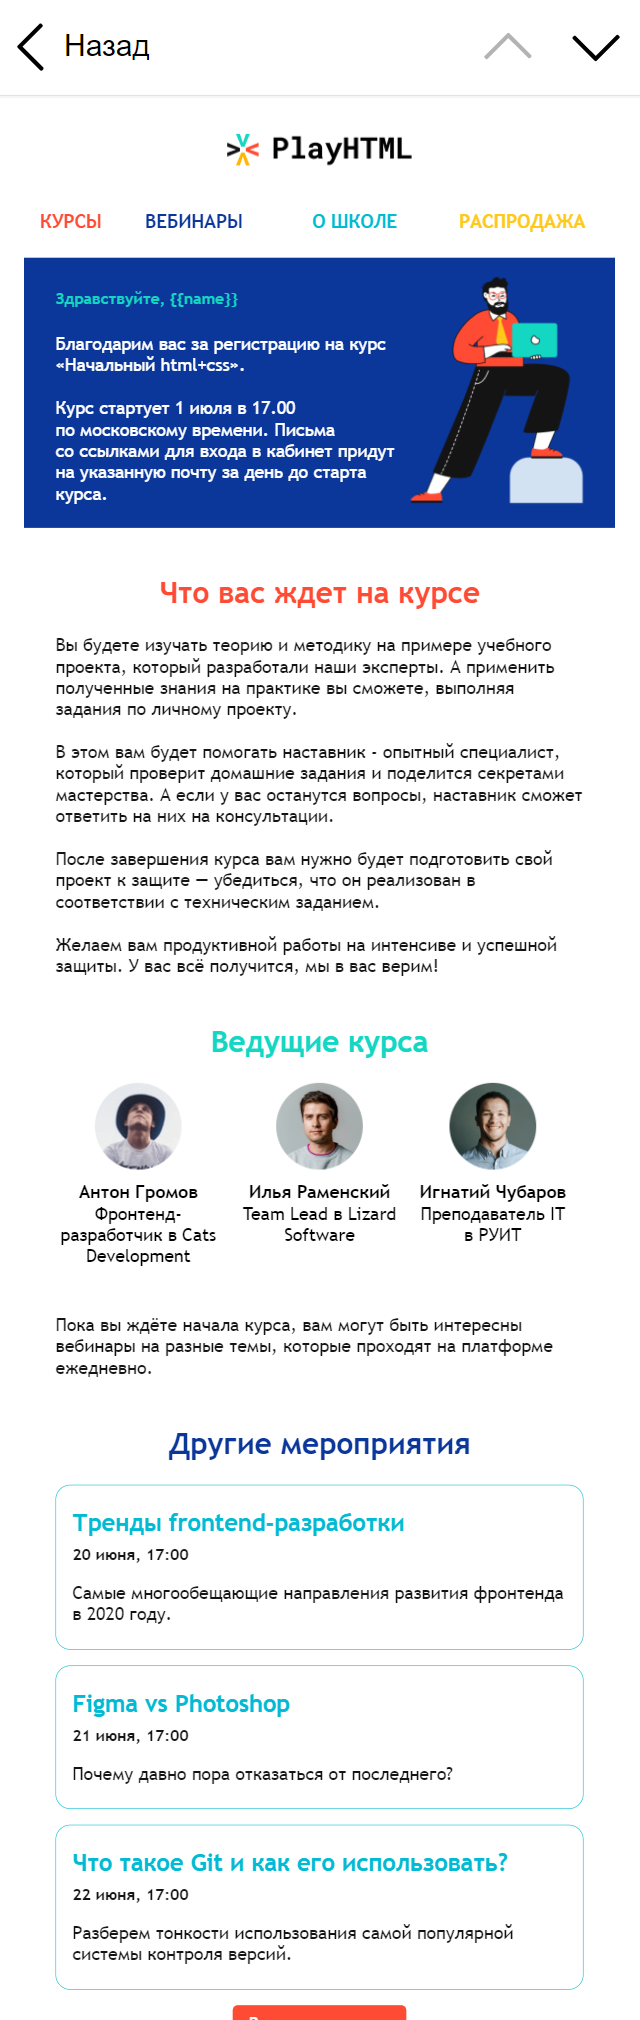 Назад
PlayHTML
КУРСЫ ВЕБИНАРЫ О ШКОЛЕ РАСПРОДАЖА
Здравствуйте, {{name}}
Благодарим вас за регистрацию на курс
«Начальный html+css».
Курс стартует 1 июля в 17.00
по московскому времени. Письма
со ссылками для входа в кабинет придут
на указанную почту за день до старта
курса.
Что вас ждет на курсе
Вы будете изучать теорию и методику на примере учебного
проекта, который разработали наши эксперты. А применить
полученные знания на практике вы сможете, выполняя
задания по личному проекту.
В этом вам будет помогать наставник - опытный специалист,
который проверит домашние задания и поделится секретами
мастерства. А если у вас останутся вопросы, наставник сможет
ответить на них на консультации.
После завершения курса вам нужно будет подготовить свой
проект к защите — убедиться, что он реализован в
соответствии с техническим заданием.
Желаем вам продуктивной работы на интенсиве и успешной
защиты. У вас всё получится, мы в вас верим!
Ведущие курса
Антон Громов
Фронтенд-
разработчик в Cats
Development
Илья Раменский
Team Lead в Lizard
Software
Игнатий Чубаров
Преподаватель IT
в РУИТ
Пока вы ждёте начала курса, вам могут быть интересны
вебинары на разные темы, которые проходят на платформе
ежедневно.
Другие мероприятия
Тренды frontend-разработки
20 июня, 17:00
Самые многообещающие направления развития фронтенда
в 2020 году.
Figma vs Photoshop
21 июня, 17:00
Почему давно пора отказаться от последнего?
Что такое Git и как его использовать?
22 июня, 17:00
Разберем тонкости использования самой популярной
системы контроля версий.